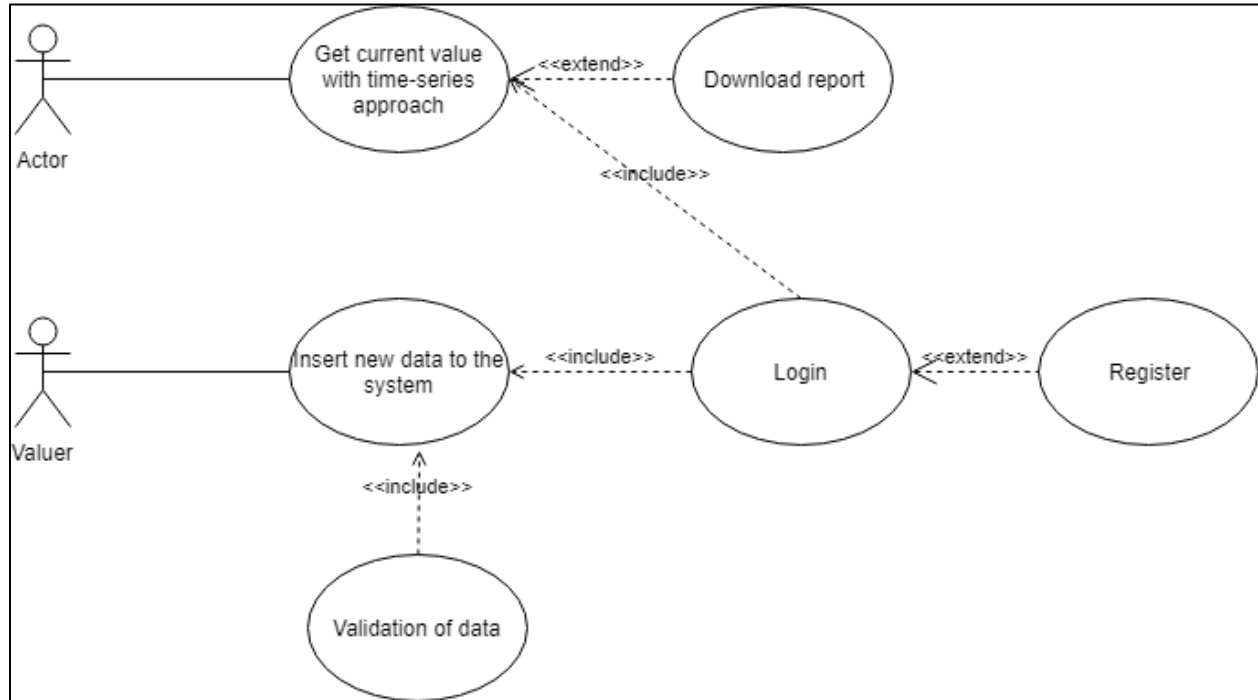 Get current value
with time-series
approach
<<extend>>
Download report
Actor
<<include>>
Insert new data to the
system
<<include>>
Login
<<extend>>
Register
Valuer
<<include>>
Validation of data